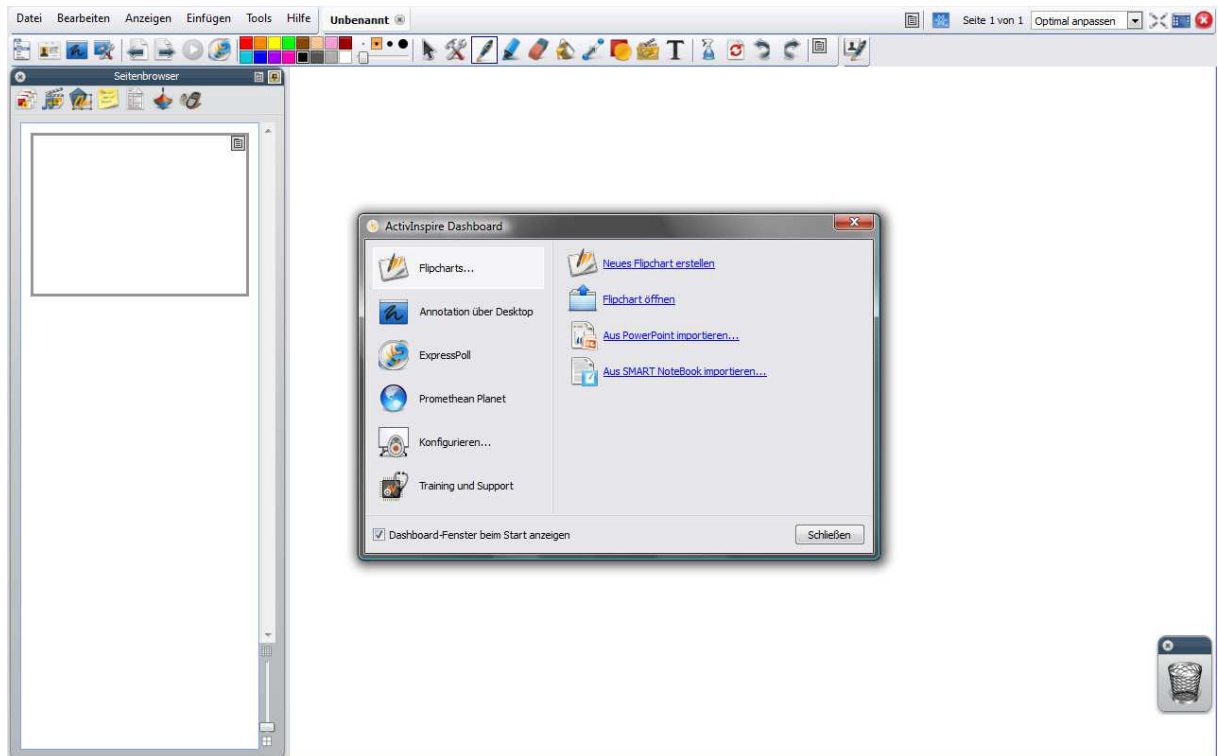 Datei Bearbeiten Anzeigen Einfügen Tools Hilfe Unbenannt Seite 1 von 1 Optimal anpassen
Seitenbrowser
ActivInspire Dashboard
Flipcharts...
Annotation über Desktop
ExpressPoll
Promethean Planet
Konfigurieren...
Training und Support
Neues Flipchart erstellen
Flipchart öffnen
Aus PowerPoint importieren...
Aus SMART NoteBook importieren...
Dashboard-Fenster beim Start anzeigen Schließen